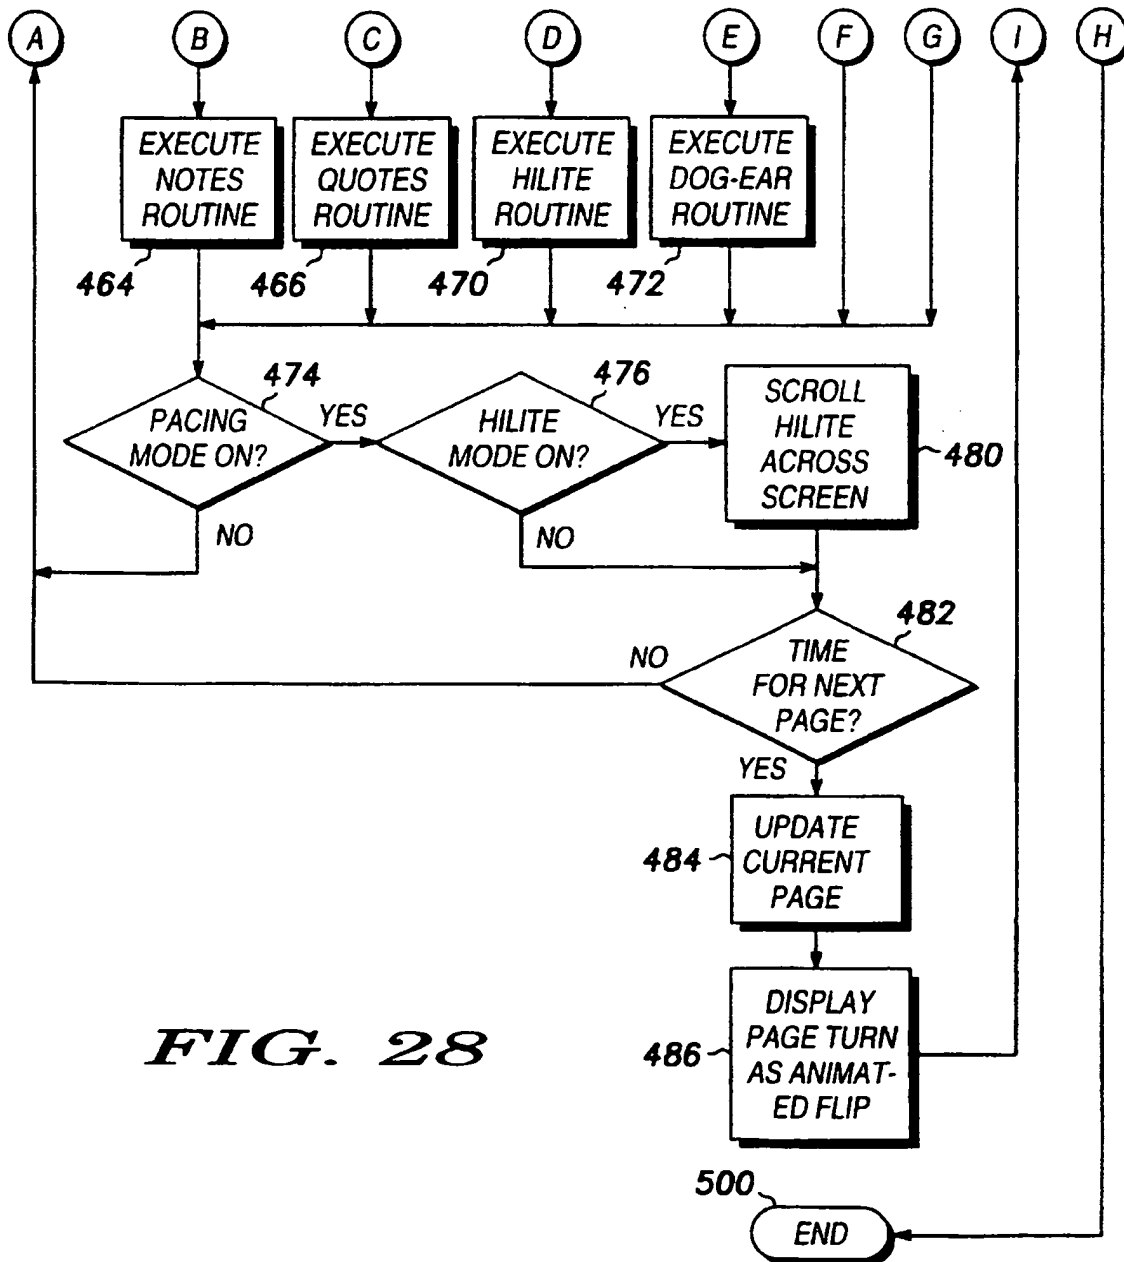 A B C D E F G I H
EXECUTE
NOTES
ROUTINE
EXECUTE
QUOTES
ROUTINE
EXECUTE
HILITE
ROUTINE
EXECUTE
DOG-EAR
ROUTINE
464
466
470
472
474
PACING
MODE ON?
YES
NO
476
HILITE
MODE ON?
YES
NO
SCROLL
HILITE
ACROSS
SCREEN
480
482
TIME
FOR NEXT
PAGE?
NO
YES
UPDATE
CURRENT
PAGE
484
DISPLAY
PAGE TURN
AS ANIMAT-
ED FLIP
486
FIG. 28
500
END